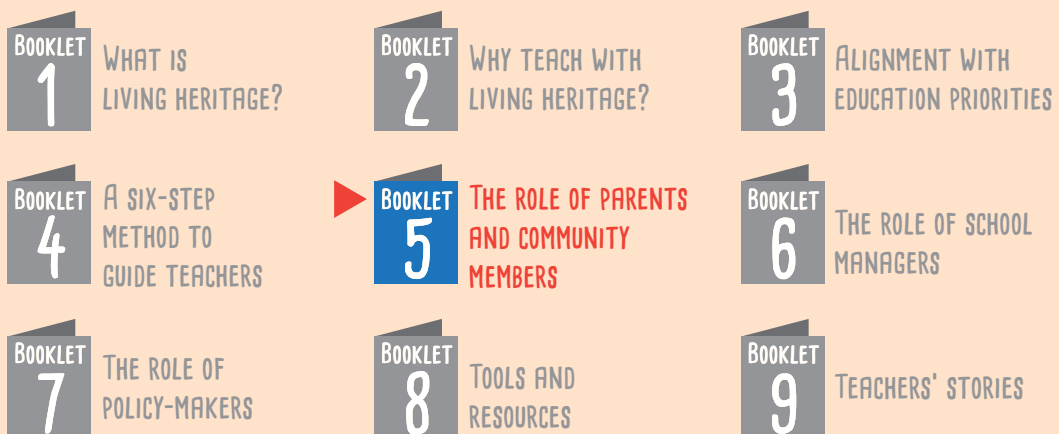 Booklet
1
What is
living heritage?
Booklet
2
Why teach with
living heritage?
Booklet
3
Alignment with
education priorities
Booklet
4
A six-step
method to
guide teachers
Booklet
5
The role of parents
and community
members
Booklet
6
The role of school
managers
Booklet
7
The role of
policy-makers
Booklet
8
Tools and
resources
Booklet
9
Teachers' stories